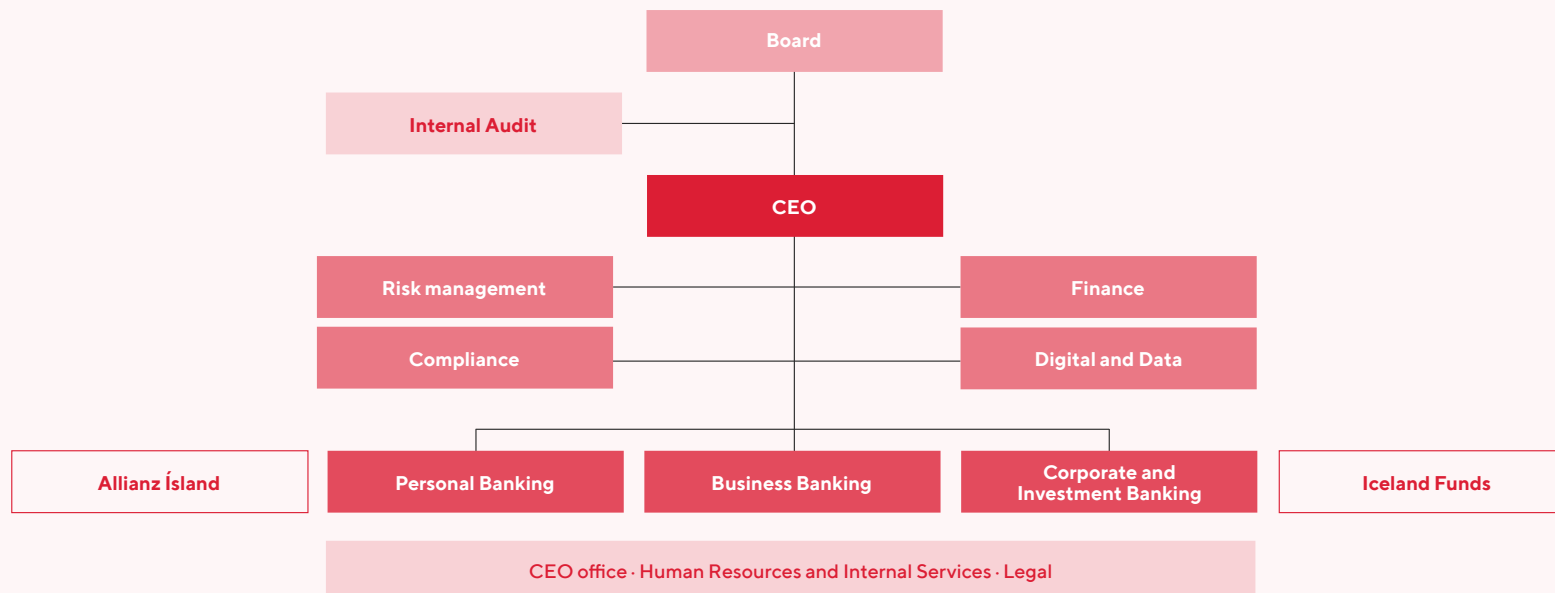 Board
Internal Audit
CEO
Risk management
Finance
Compliance
Digital and Data
Allianz Ísland
Personal Banking
Business Banking
Corporate and
Investment Banking
Iceland Funds
CEO office · Human Resources and Internal Services · Legal